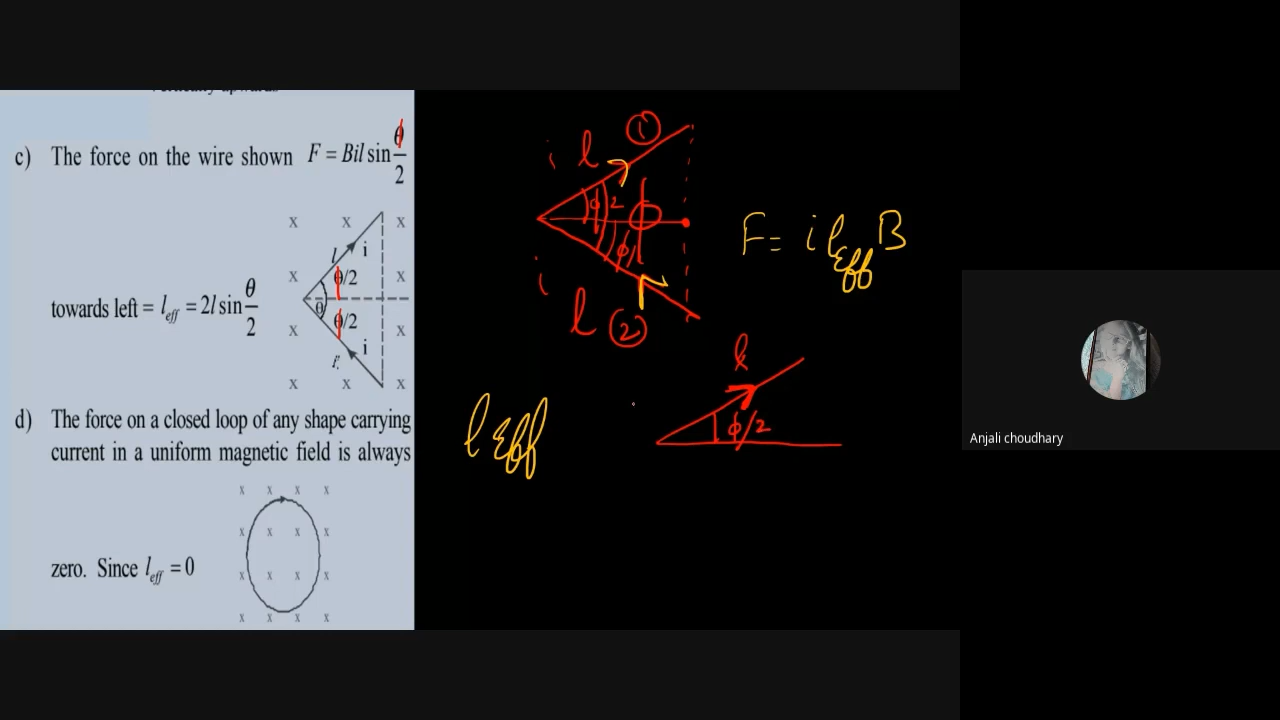 c) The force on the wire shown F = Bil sin θ/2
x x x
l i
x θ/2 x
towards left = l_eff = 2l sin θ/2
θ θ/2
x i x
x x x
d) The force on a closed loop of any shape carrying
current in a uniform magnetic field is always
x x x x
x x x x
zero. Since l_eff = 0
x x x x
x x x x
i l ①
ϕ/2
ϕ
i l ②
F = i l_eff B
l
ϕ/2
l_eff
Anjali choudhary